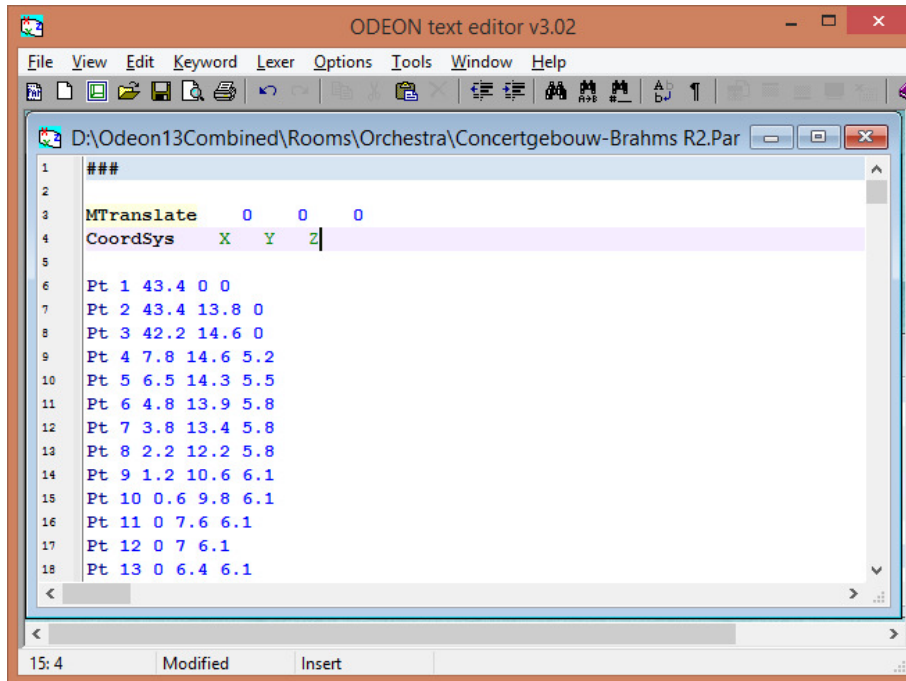 ODEON text editor v3.02
File View Edit Keyword Lexer Options Tools Window Help
D:\Odeon13Combined\Rooms\Orchestra\Concertgebouw-Brahms R2.Par
1 ###
2
3 MTranslate 0 0 0
4 CoordSys X Y Z
5
6 Pt 1 43.4 0 0
7 Pt 2 43.4 13.8 0
8 Pt 3 42.2 14.6 0
9 Pt 4 7.8 14.6 5.2
10 Pt 5 6.5 14.3 5.5
11 Pt 6 4.8 13.9 5.8
12 Pt 7 3.8 13.4 5.8
13 Pt 8 2.2 12.2 5.8
14 Pt 9 1.2 10.6 6.1
15 Pt 10 0.6 9.8 6.1
16 Pt 11 0 7.6 6.1
17 Pt 12 0 7 6.1
18 Pt 13 0 6.4 6.1
15: 4 Modified Insert